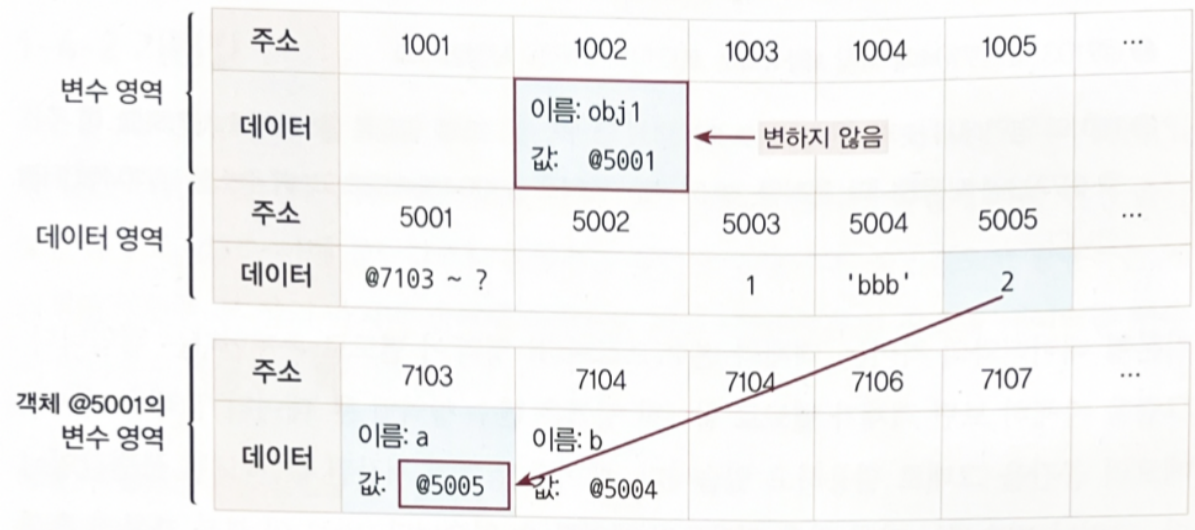 주소 1001 1002 1003 1004 1005 ...
변수 영역
데이터
이름: obj1
값: @5001
변하지 않음
주소 5001 5002 5003 5004 5005 ...
데이터 영역
데이터 @7103 ~ ? 1 'bbb' 2
주소 7103 7104 7104 7106 7107 ...
객체 @5001의
변수 영역
데이터
이름: a 이름: b
값: @5005 값: @5004